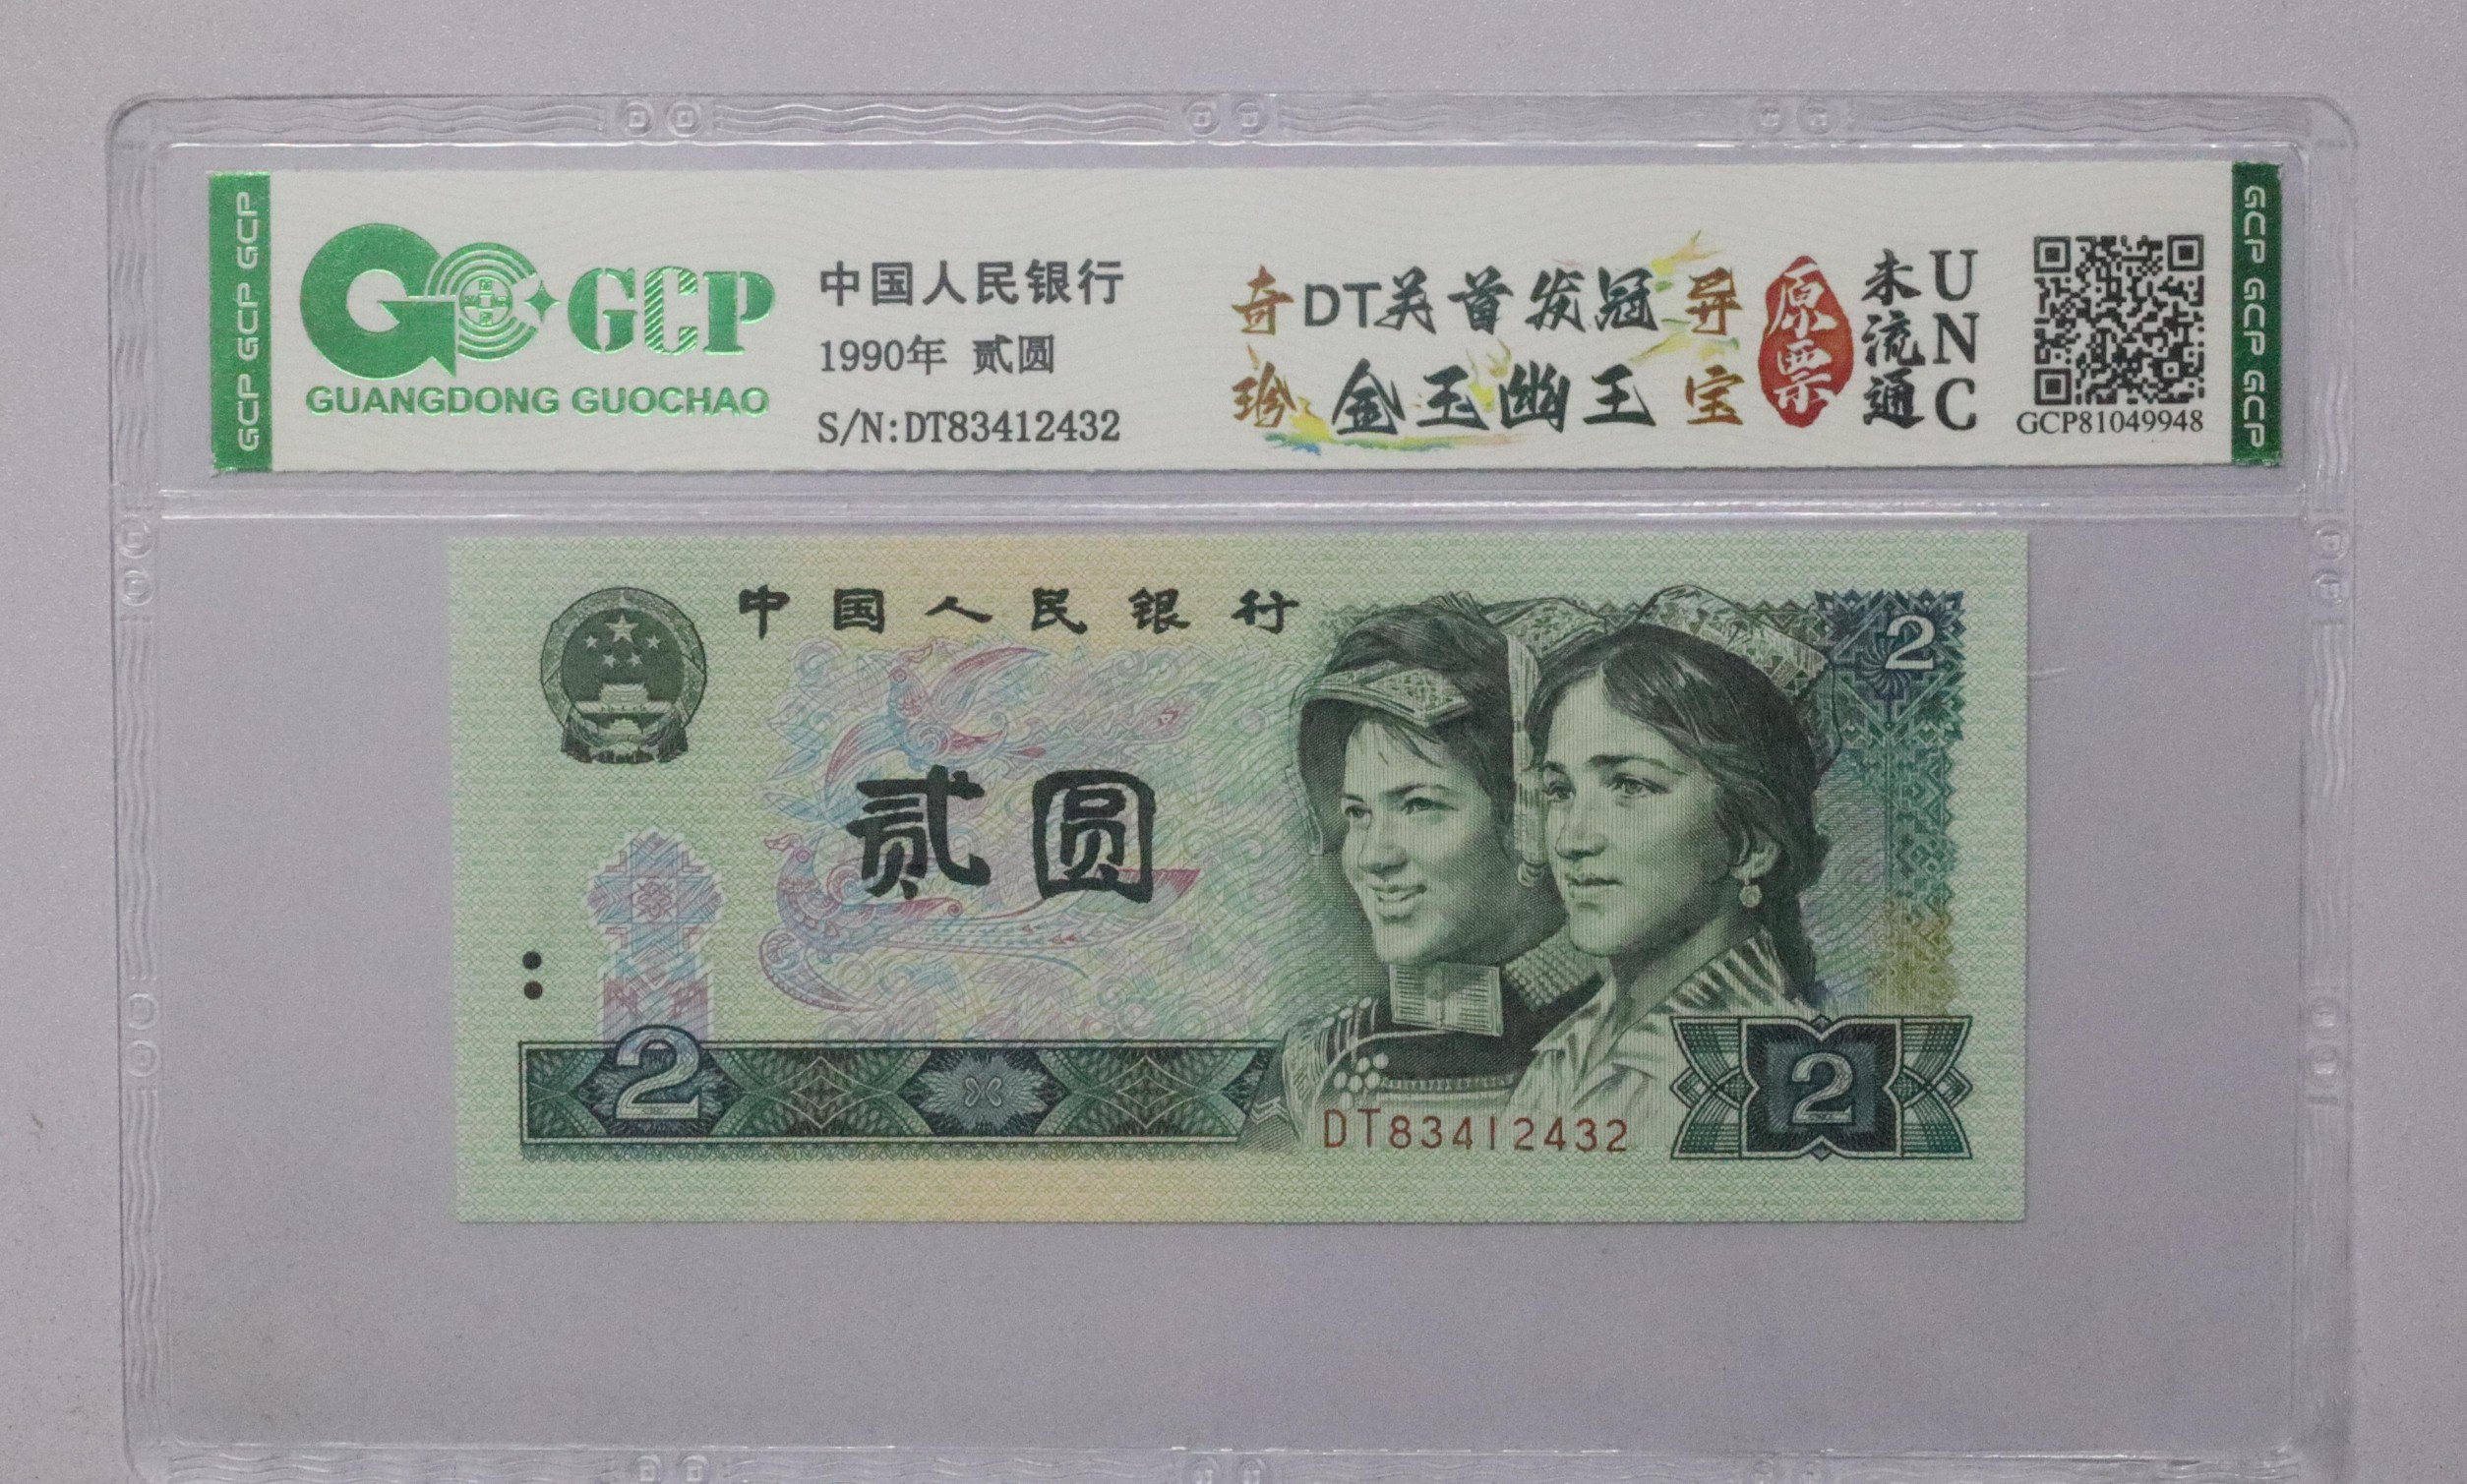 GCP GCP GCP
GCP
GUANGDONG GUOCHAO
中国人民银行
1990年 贰圆
S/N:DT83412432
奇珍
DT关首发冠
金玉幽王
异宝
原票
未流通
UNC
GCP81049948
GCP GCP GCP
中国人民银行
2
贰圆
2
DT83412432
2